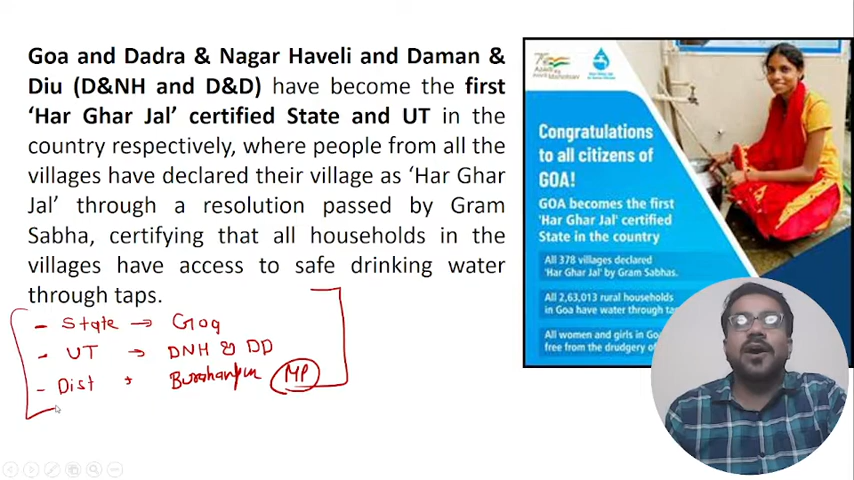 Goa and Dadra & Nagar Haveli and Daman &
Diu (D&NH and D&D) have become the first
‘Har Ghar Jal’ certified State and UT in the
country respectively, where people from all the
villages have declared their village as ‘Har Ghar
Jal’ through a resolution passed by Gram
Sabha, certifying that all households in the
villages have access to safe drinking water
through taps.
- State → Goa
- UT → DNH & DD
- Dist → Burhanpur MP
Congratulations
to all citizens of
GOA!
GOA becomes the first
'Har Ghar Jal' certified
State in the country
All 378 villages declared
'Har Ghar Jal' by Gram Sabhas.
All 2,63,013 rural households
in Goa have water through
All women and girls in Goa
free from the drudgery of